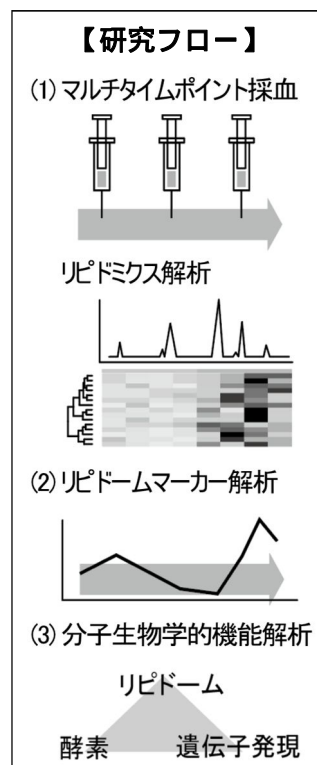 【研究フロー】
(1) マルチタイムポイント採血
リピドミクス解析
(2) リピドームマーカー解析
(3) 分子生物学的機能解析
リピドーム
酵素 遺伝子発現